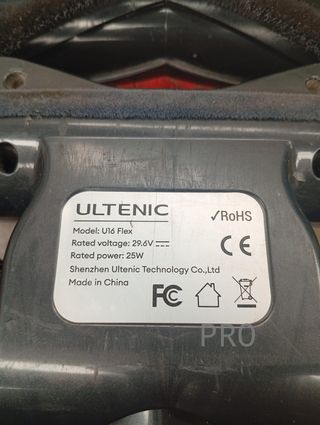 ULTENIC
✓RoHS
Model: U16 Flex
Rated voltage: 29.6V ⎓
Rated power: 25W
Shenzhen Ultenic Technology Co.,Ltd
Made in China
CE
FC
PRO